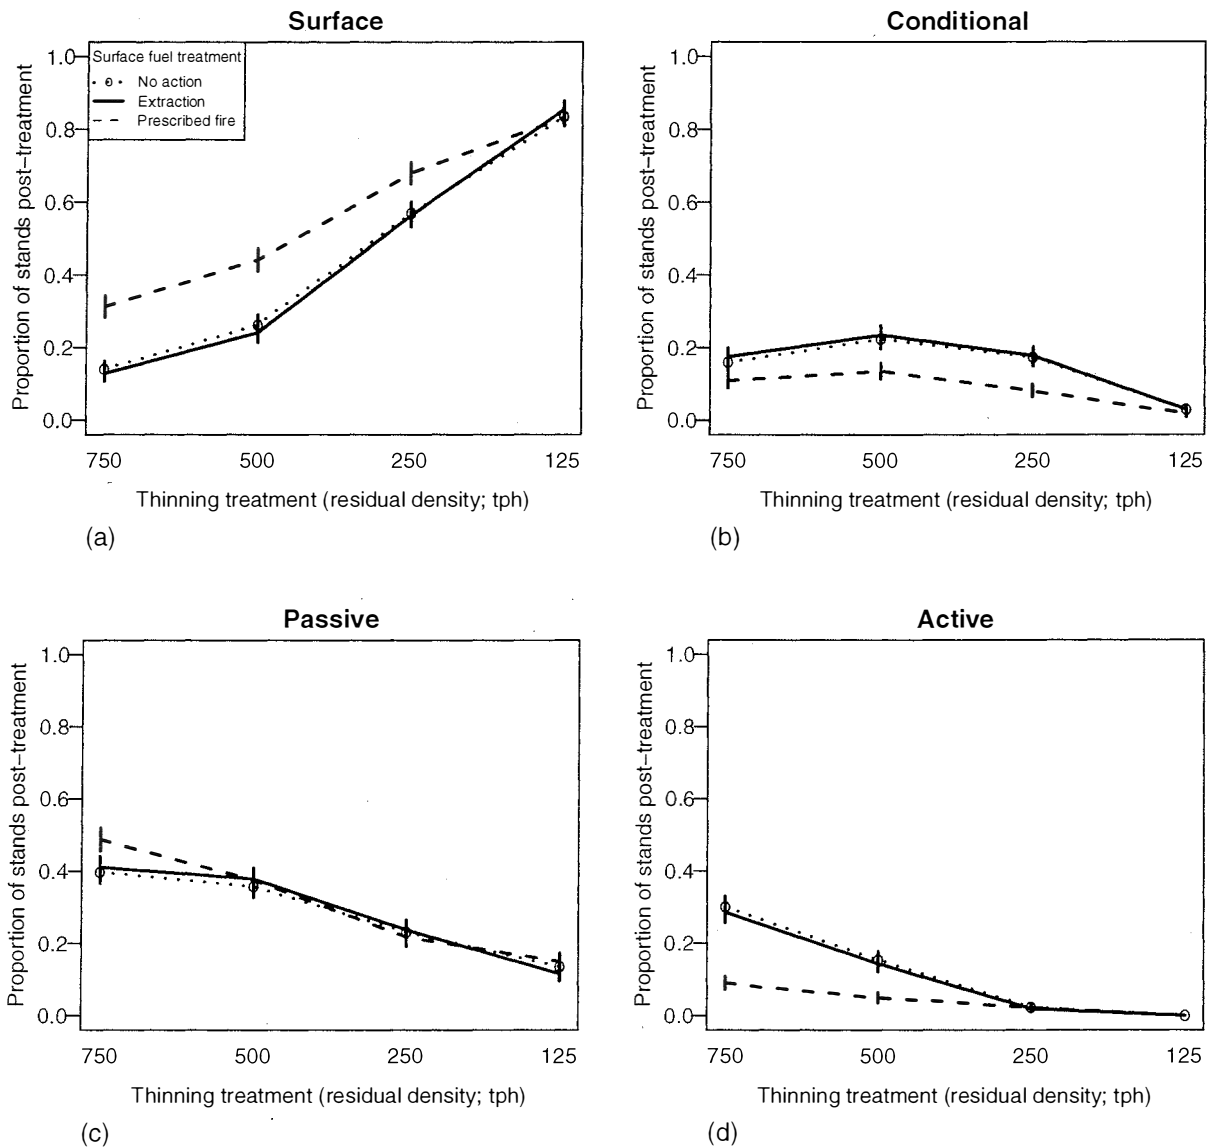 Surface
Proportion of stands post-treatment
1.0
0.8
0.6
0.4
0.2
0.0
Surface fuel treatment
No action
Extraction
Prescribed fire
750 500 250 125
Thinning treatment (residual density; tph)
(a)
Conditional
Proportion of stands post-treatment
1.0
0.8
0.6
0.4
0.2
0.0
750 500 250 125
Thinning treatment (residual density; tph)
(b)
Passive
Proportion of stands post-treatment
1.0
0.8
0.6
0.4
0.2
0.0
750 500 250 125
Thinning treatment (residual density; tph)
(c)
Active
Proportion of stands post-treatment
1.0
0.8
0.6
0.4
0.2
0.0
750 500 250 125
Thinning treatment (residual density; tph)
(d)